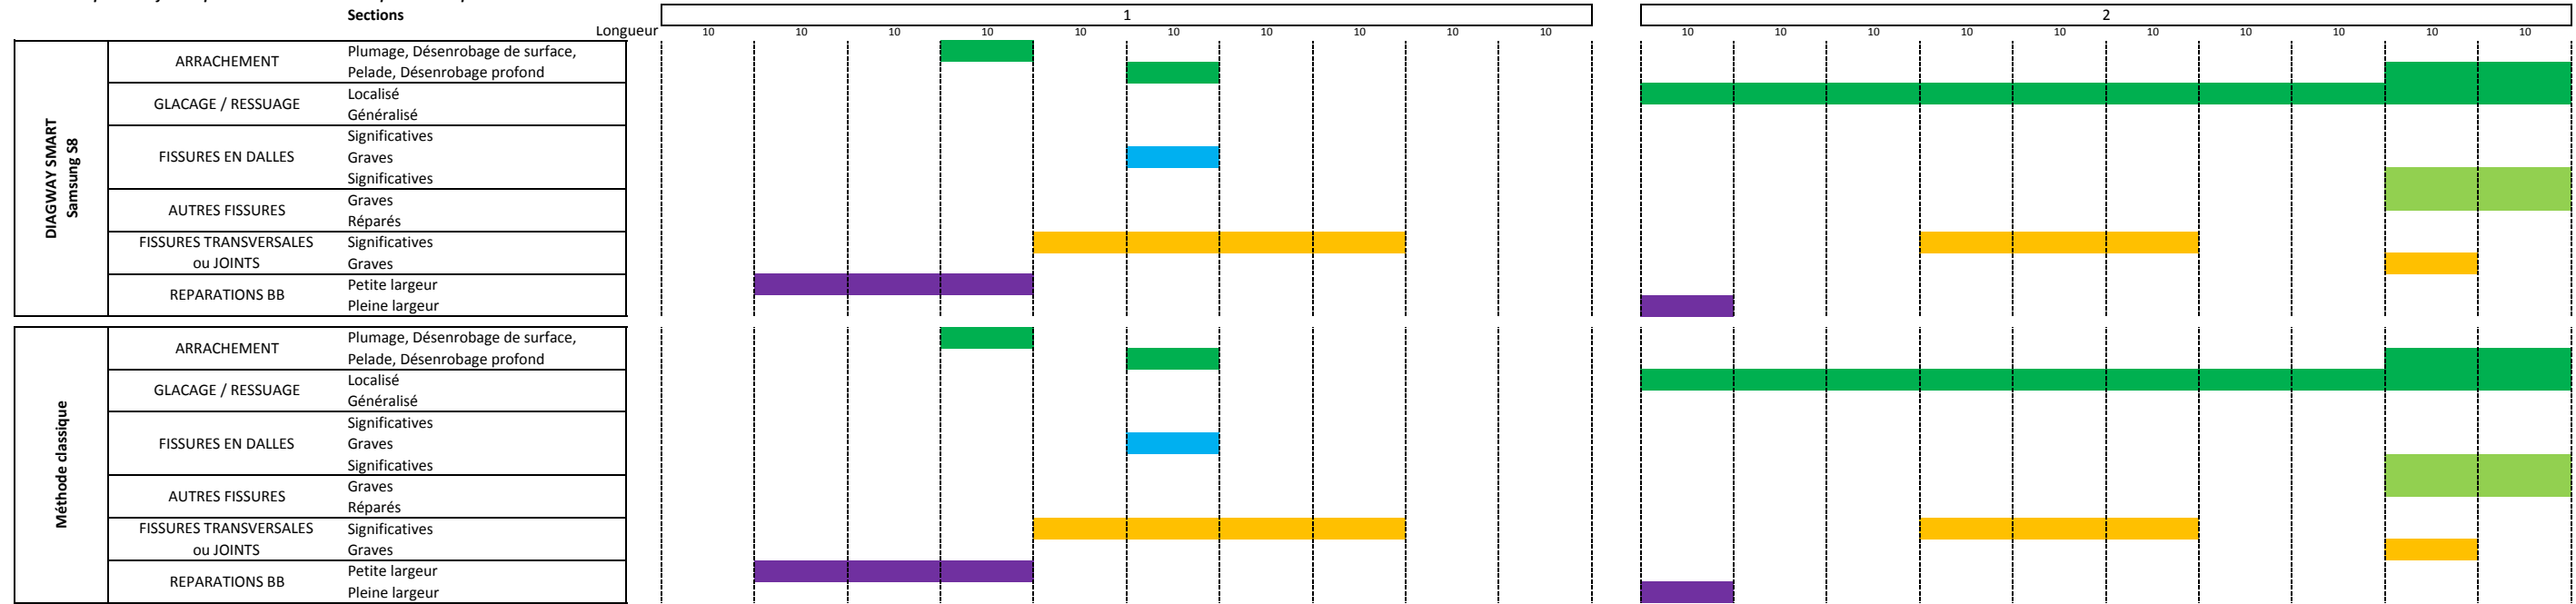 Sections
1
2
Longueur
10 10 10 10 10 10 10 10 10 10
10 10 10 10 10 10 10 10 10 10
DIAGWAY SMART
Samsung S8
ARRACHEMENT
Plumage, Désenrobage de surface,
Pelade, Désenrobage profond
GLACAGE / RESSUAGE
Localisé
Généralisé
FISSURES EN DALLES
Significatives
Graves
Significatives
AUTRES FISSURES
Graves
Réparés
FISSURES TRANSVERSALES
ou JOINTS
Significatives
Graves
REPARATIONS BB
Petite largeur
Pleine largeur
Méthode classique
ARRACHEMENT
Plumage, Désenrobage de surface,
Pelade, Désenrobage profond
GLACAGE / RESSUAGE
Localisé
Généralisé
FISSURES EN DALLES
Significatives
Graves
Significatives
AUTRES FISSURES
Graves
Réparés
FISSURES TRANSVERSALES
ou JOINTS
Significatives
Graves
REPARATIONS BB
Petite largeur
Pleine largeur